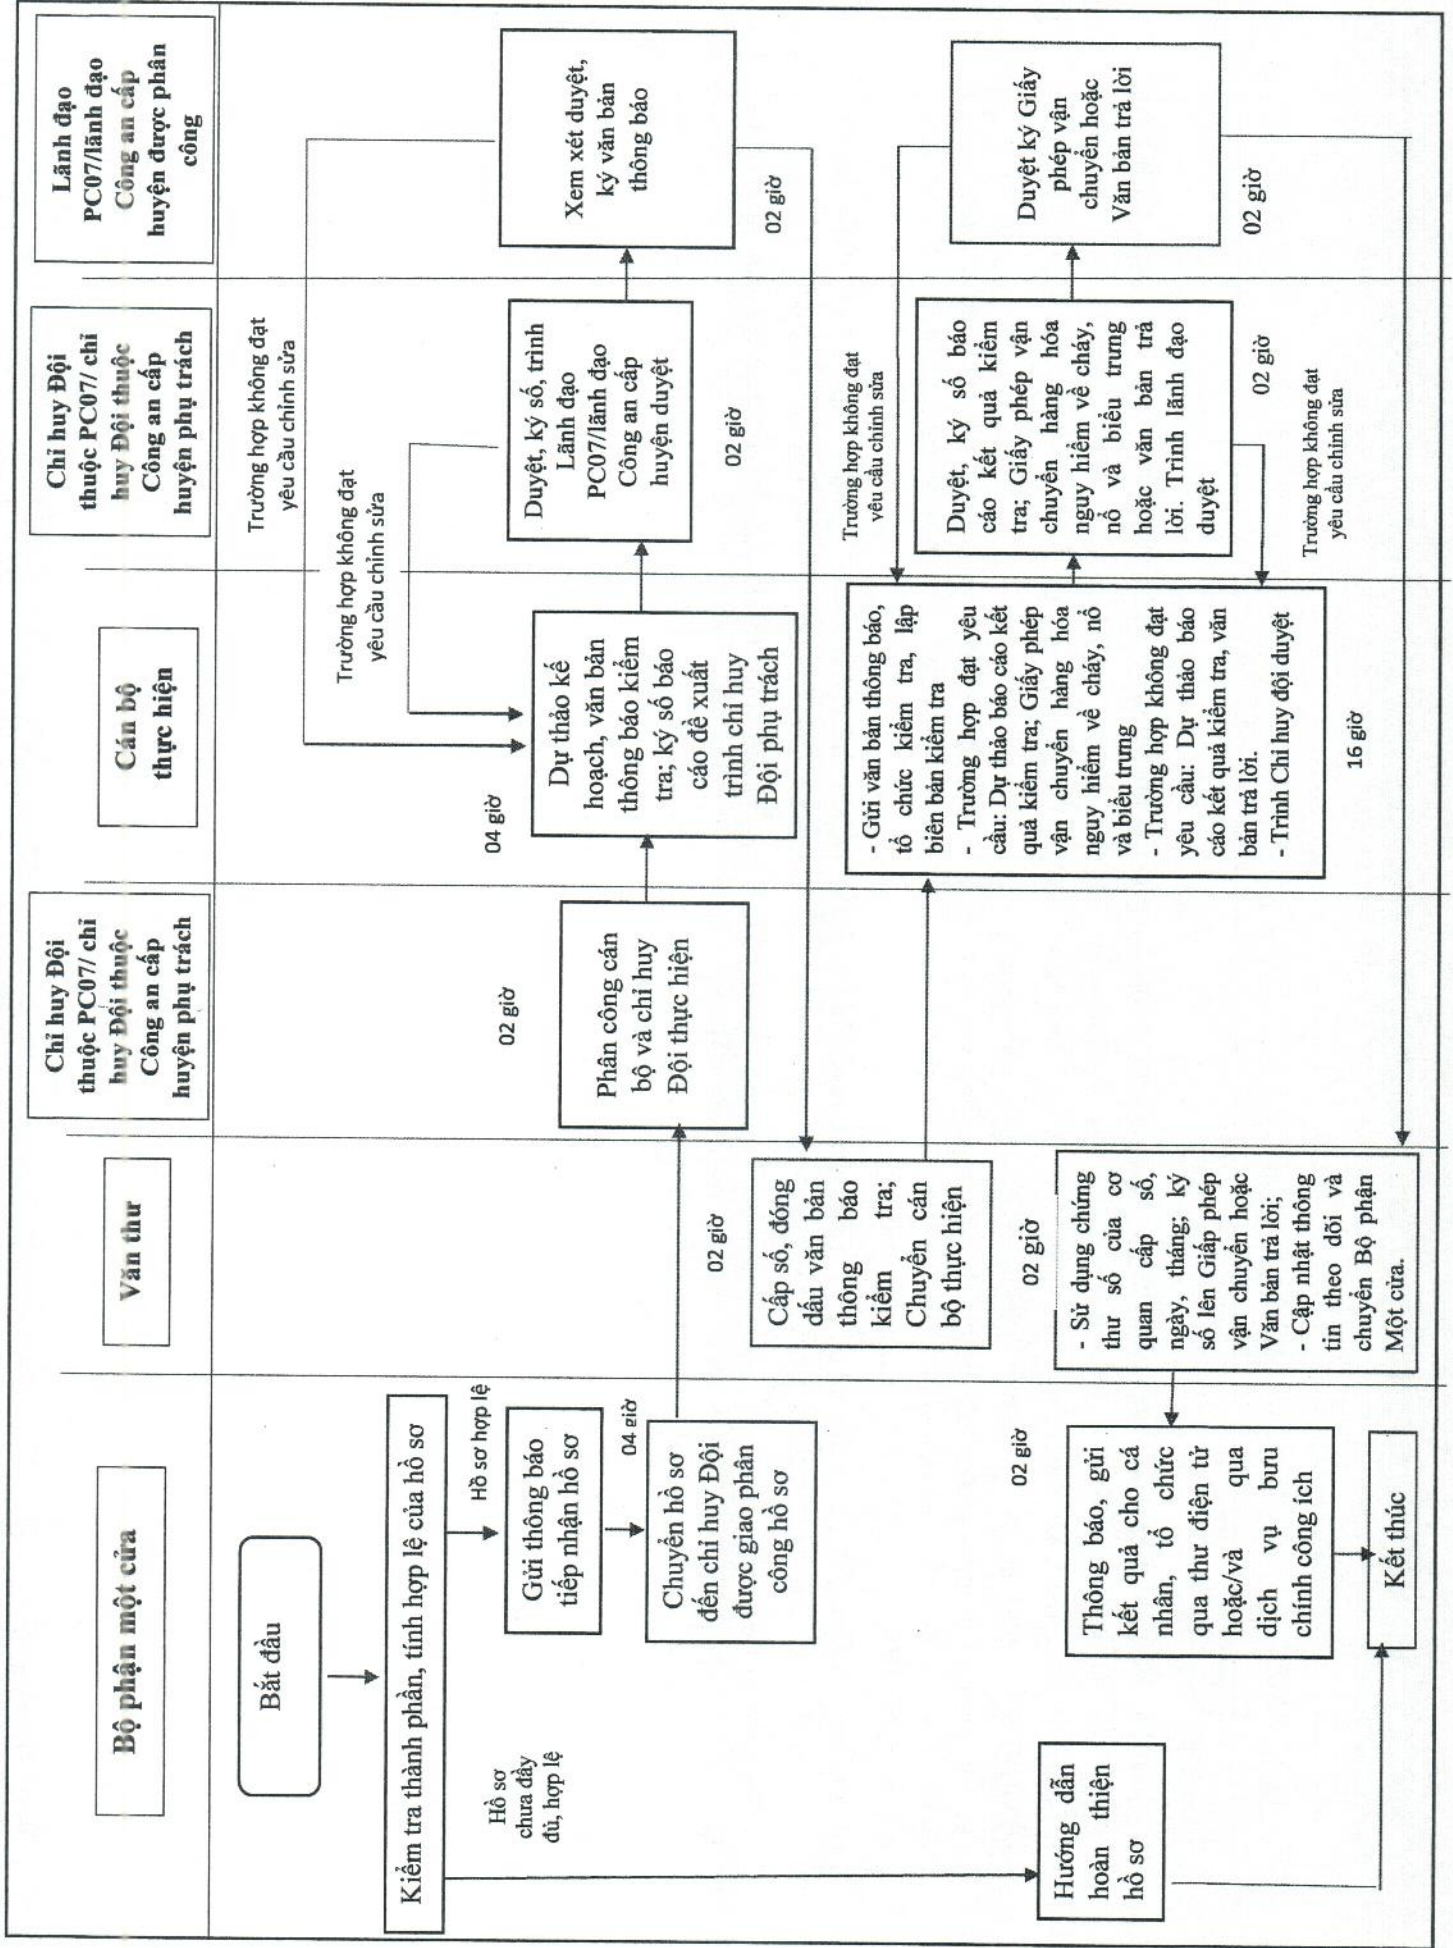 Bộ phận một cửa
Văn thư
Chỉ huy Đội
thuộc PC07/ chỉ
huy Đội thuộc
Công an cấp
huyện phụ trách
Cán bộ
thực hiện
Chỉ huy Đội
thuộc PC07/ chỉ
huy Đội thuộc
Công an cấp
huyện phụ trách
Lãnh đạo
PC07/lãnh đạo
Công an cấp
huyện được phân
công
Bắt đầu
Kiểm tra thành phần, tính hợp lệ của hồ sơ
Hồ sơ hợp lệ
Gửi thông báo
tiếp nhận hồ sơ
04 giờ
Chuyển hồ sơ
đến chỉ huy Đội
được giao phân
công hồ sơ
Hồ sơ
chưa đầy
đủ, hợp lệ
Hướng dẫn
hoàn thiện
hồ sơ
02 giờ
Phân công cán
bộ và chỉ huy
Đội thực hiện
04 giờ
Dự thảo kế
hoạch, văn bản
thông báo kiểm
tra; ký số báo
cáo đề xuất
trình chỉ huy
Đội phụ trách
Trường hợp không đạt
yêu cầu chỉnh sửa
Trường hợp không đạt
yêu cầu chỉnh sửa
Duyệt, ký số, trình
Lãnh đạo
PC07/lãnh đạo
Công an cấp
huyện duyệt
02 giờ
Xem xét duyệt,
ký văn bản
thông báo
02 giờ
02 giờ
Cấp số, đóng
dấu văn bản
thông báo
kiểm tra;
Chuyển cán
bộ thực hiện
- Gửi văn bản thông báo,
tổ chức kiểm tra, lập
biên bản kiểm tra
- Trường hợp đạt yêu
cầu: Dự thảo báo cáo kết
quả kiểm tra; Giấy phép
vận chuyển hàng hóa
nguy hiểm về cháy, nổ
và biểu trưng
- Trường hợp không đạt
yêu cầu: Dự thảo báo
cáo kết quả kiểm tra, văn
bản trả lời.
- Trình Chỉ huy đội duyệt
16 giờ
Trường hợp không đạt
yêu cầu chỉnh sửa
Duyệt, ký số báo
cáo kết quả kiểm
tra; Giấy phép vận
chuyển hàng hóa
nguy hiểm về cháy,
nổ và biểu trưng
hoặc văn bản trả
lời. Trình lãnh đạo
duyệt
02 giờ
Trường hợp không đạt
yêu cầu chỉnh sửa
Duyệt ký Giấy
phép vận
chuyển hoặc
Văn bản trả lời
02 giờ
02 giờ
- Sử dụng chứng
thư số của cơ
quan cấp số,
ngày, tháng; ký
số lên Giấp phép
vận chuyển hoặc
Văn bản trả lời;
- Cập nhật thông
tin theo dõi và
chuyển Bộ phận
Một cửa.
02 giờ
Thông báo, gửi
kết quả cho cá
nhân, tổ chức
qua thư điện tử
hoặc/và qua
dịch vụ bưu
chính công ích
Kết thúc